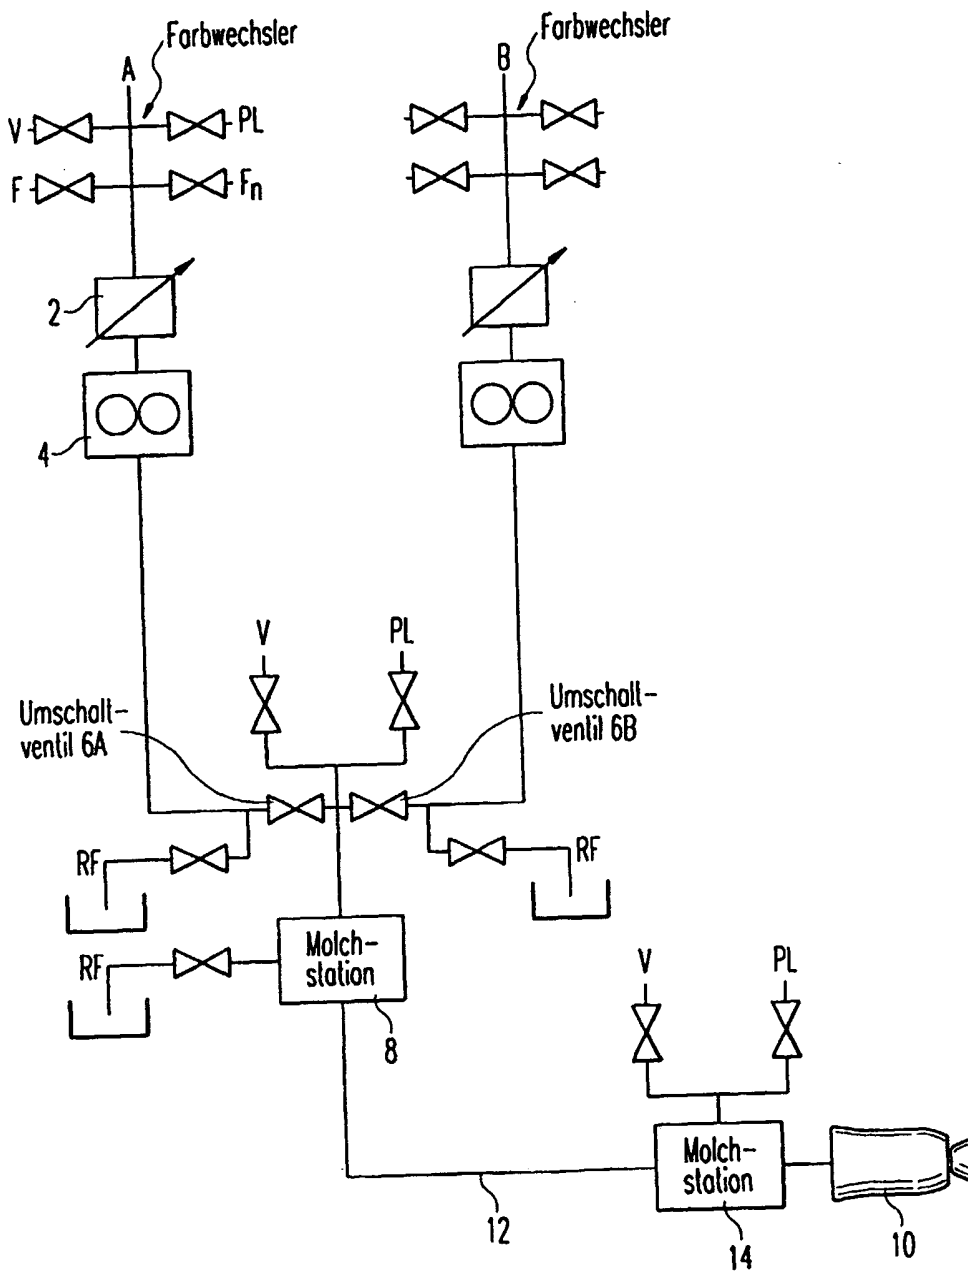 Farbwechsler
Farbwechsler
A
B
V
PL
F
Fn
2
4
V
PL
Umschalt-
ventil 6A
Umschalt-
ventil 6B
RF
RF
Molch-
station
RF
8
V
PL
Molch-
station
12
14
10